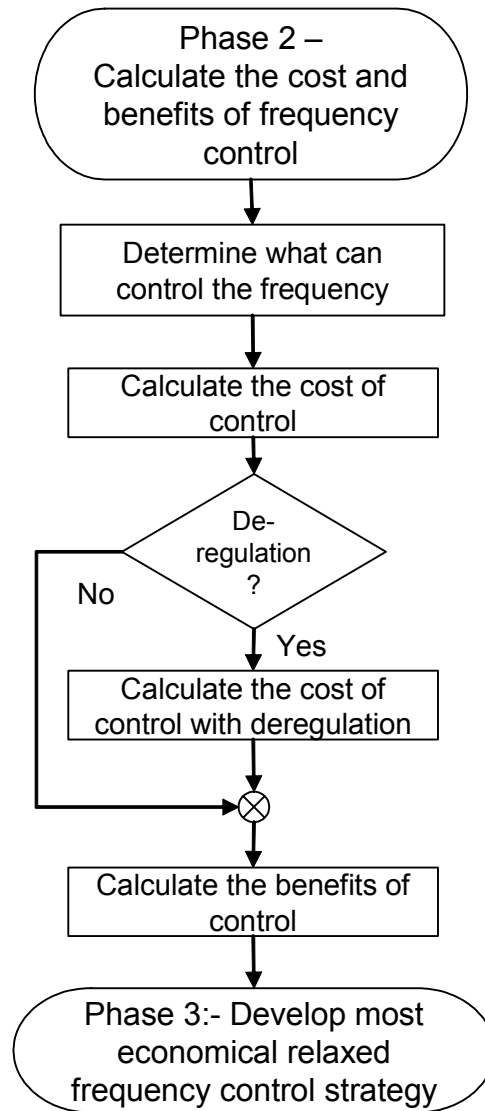 Phase 2 –
Calculate the cost and
benefits of frequency
control
Determine what can
control the frequency
Calculate the cost of
control
De-
regulation
?
No
Yes
Calculate the cost of
control with deregulation
Calculate the benefits of
control
Phase 3:- Develop most
economical relaxed
frequency control strategy